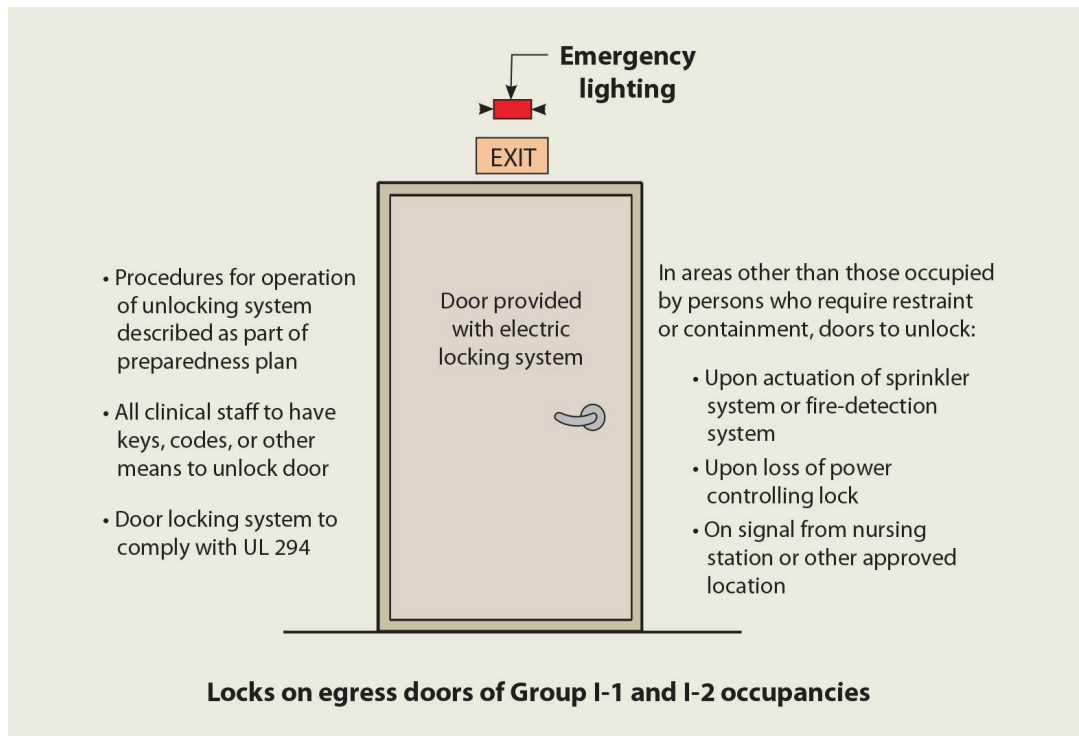 Emergency
lighting
EXIT
• Procedures for operation
of unlocking system
described as part of
preparedness plan
• All clinical staff to have
keys, codes, or other
means to unlock door
• Door locking system to
comply with UL 294
Door provided
with electric
locking system
In areas other than those occupied
by persons who require restraint
or containment, doors to unlock:
• Upon actuation of sprinkler
system or fire-detection
system
• Upon loss of power
controlling lock
• On signal from nursing
station or other approved
location
Locks on egress doors of Group I-1 and I-2 occupancies